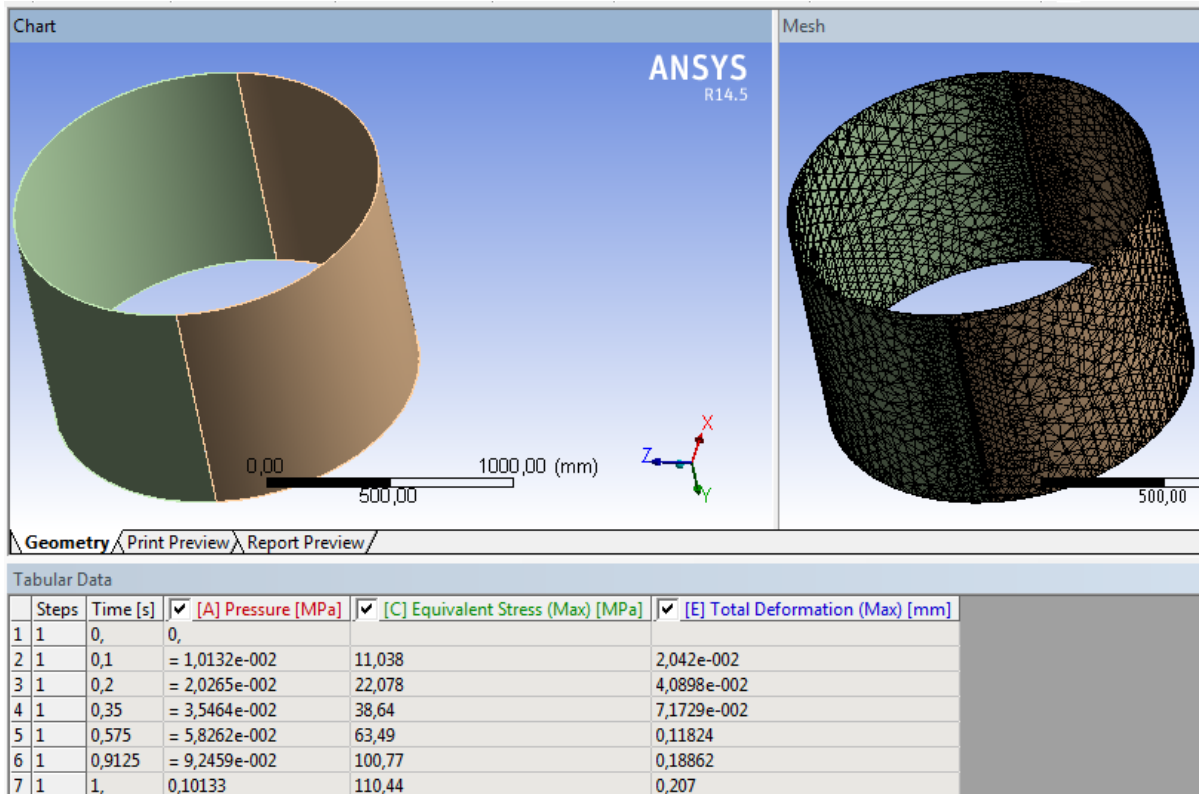 Chart
Mesh
ANSYS
R14.5
X
Z
Y
0,00
1000,00 (mm)
500,00
500,00
Geometry Print Preview Report Preview
Tabular Data
Steps Time [s] [A] Pressure [MPa] [C] Equivalent Stress (Max) [MPa] [E] Total Deformation (Max) [mm]
1 1 0, 0,
2 1 0,1 = 1,0132e-002 11,038 2,042e-002
3 1 0,2 = 2,0265e-002 22,078 4,0898e-002
4 1 0,35 = 3,5464e-002 38,64 7,1729e-002
5 1 0,575 = 5,8262e-002 63,49 0,11824
6 1 0,9125 = 9,2459e-002 100,77 0,18862
7 1 1, 0,10133 110,44 0,207